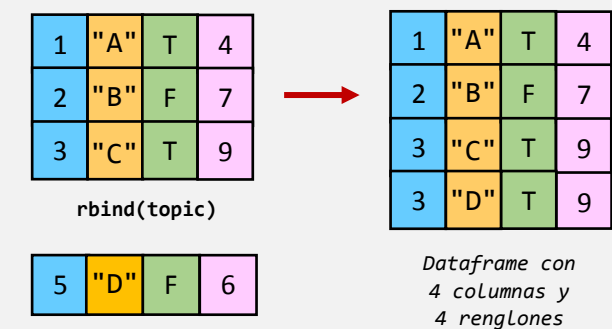 1 "A" T 4
2 "B" F 7
3 "C" T 9
rbind(topic)
5 "D" F 6
1 "A" T 4
2 "B" F 7
3 "C" T 9
3 "D" T 9
Dataframe con
4 columnas y
4 renglones